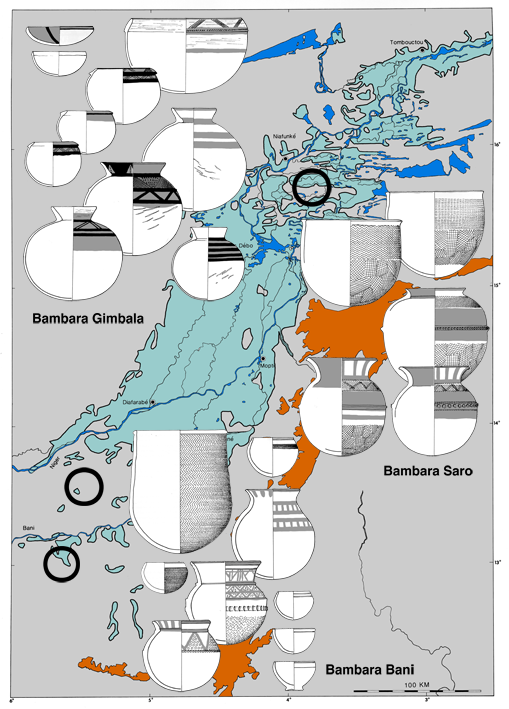 Tombouctou
Niafunké
16°
Débo
15°
Bambara Gimbala
Mopti
Diafarabé
14°
Niger
Bambara Saro
Bani
13°
Bambara Bani
100 KM
6°
5°
4°
3°